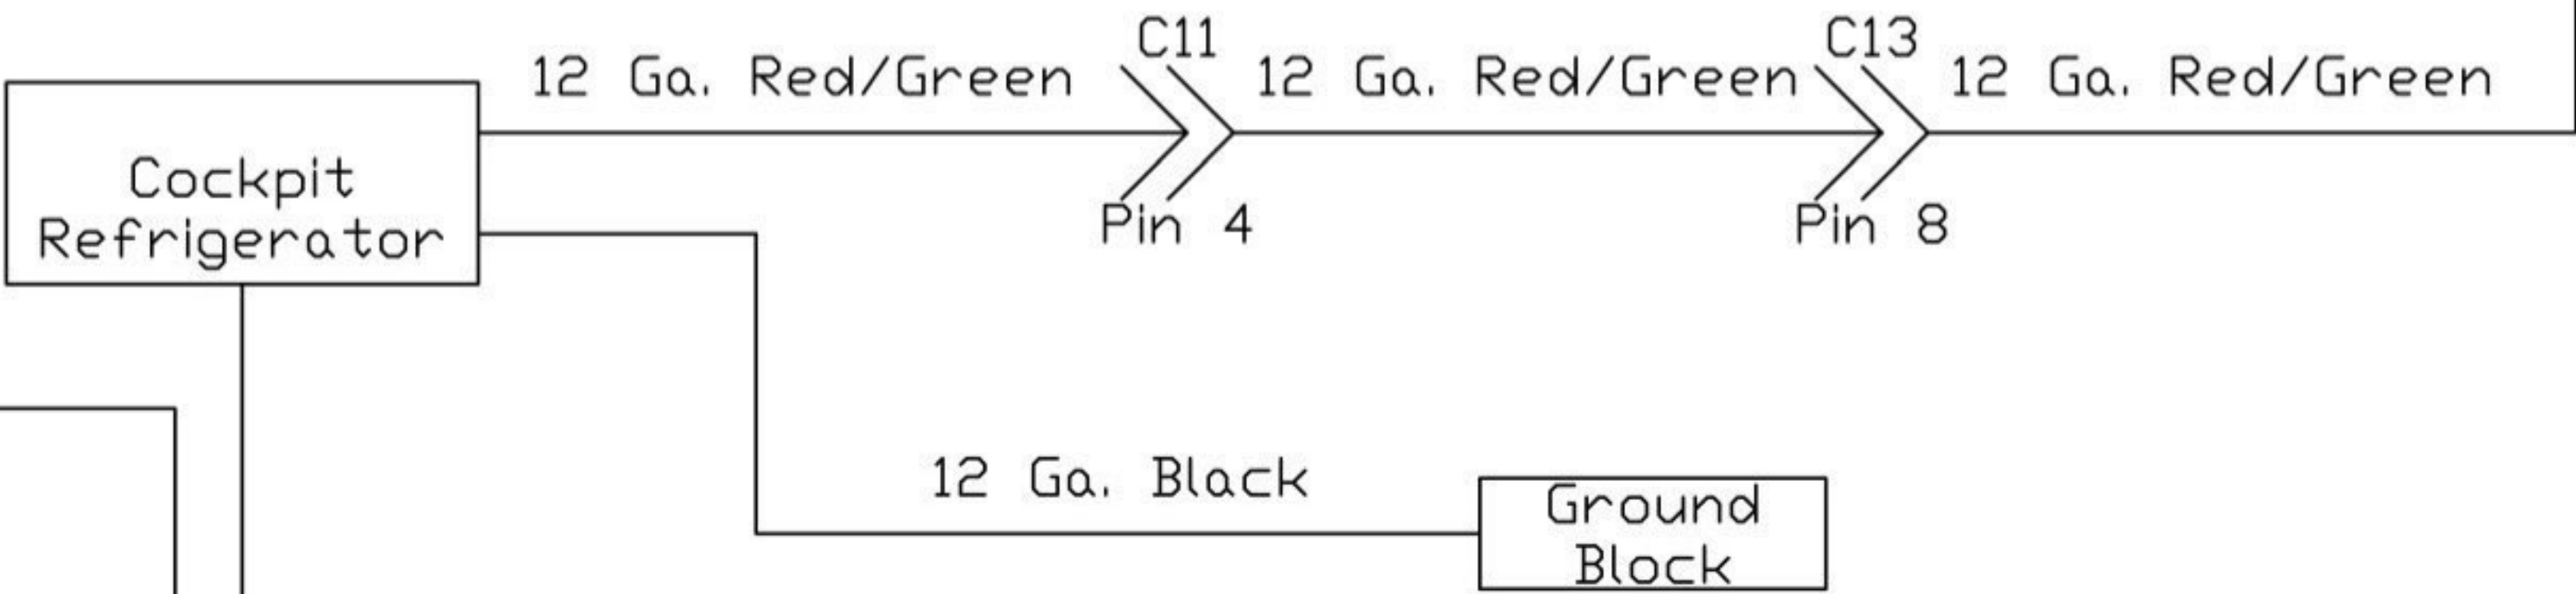 C11
C13
12 Ga. Red/Green
12 Ga. Red/Green
12 Ga. Red/Green
Cockpit
Refrigerator
Pin 4
Pin 8
12 Ga. Black
Ground
Block